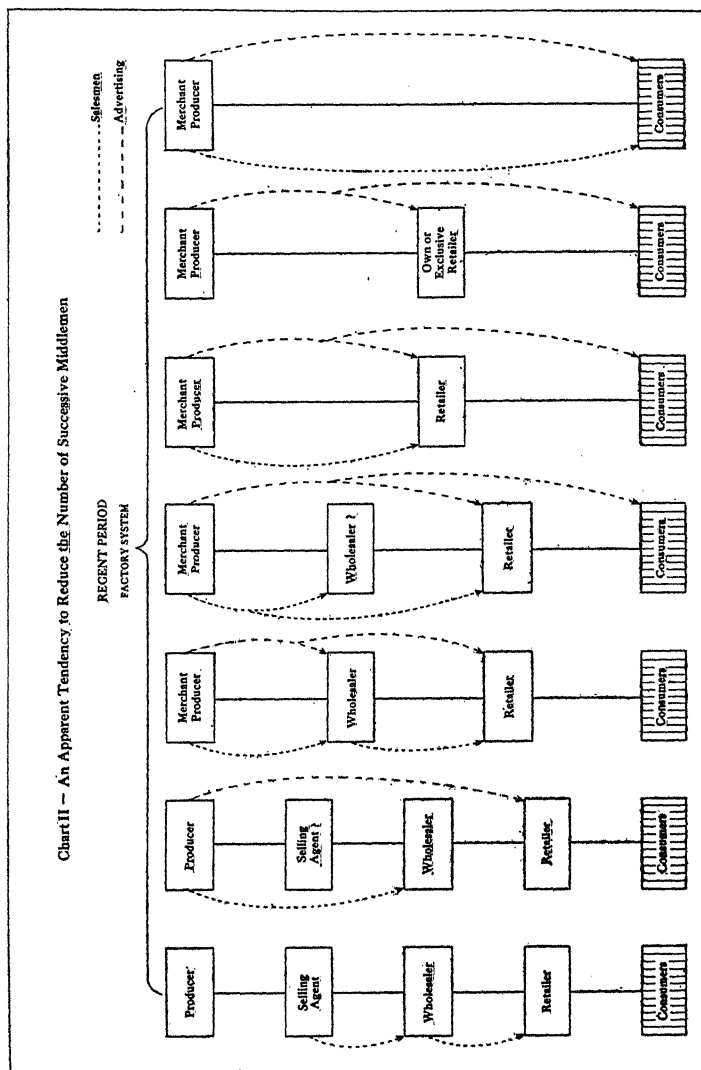 Chart II — An Apparent Tendency to Reduce the Number of Successive Middlemen
RECENT PERIOD
FACTORY SYSTEM
Salesmen
Advertising
Producer
Selling
Agent
Wholesaler
Retailer
Consumers
Producer
Selling
Agent ?
Wholesaler
Retailer
Consumers
Merchant
Producer
Wholesaler
Retailer
Consumers
Merchant
Producer
Wholesaler ?
Retailer
Consumers
Merchant
Producer
Retailer
Consumers
Merchant
Producer
Own or
Exclusive
Retailer
Consumers
Merchant
Producer
Consumers